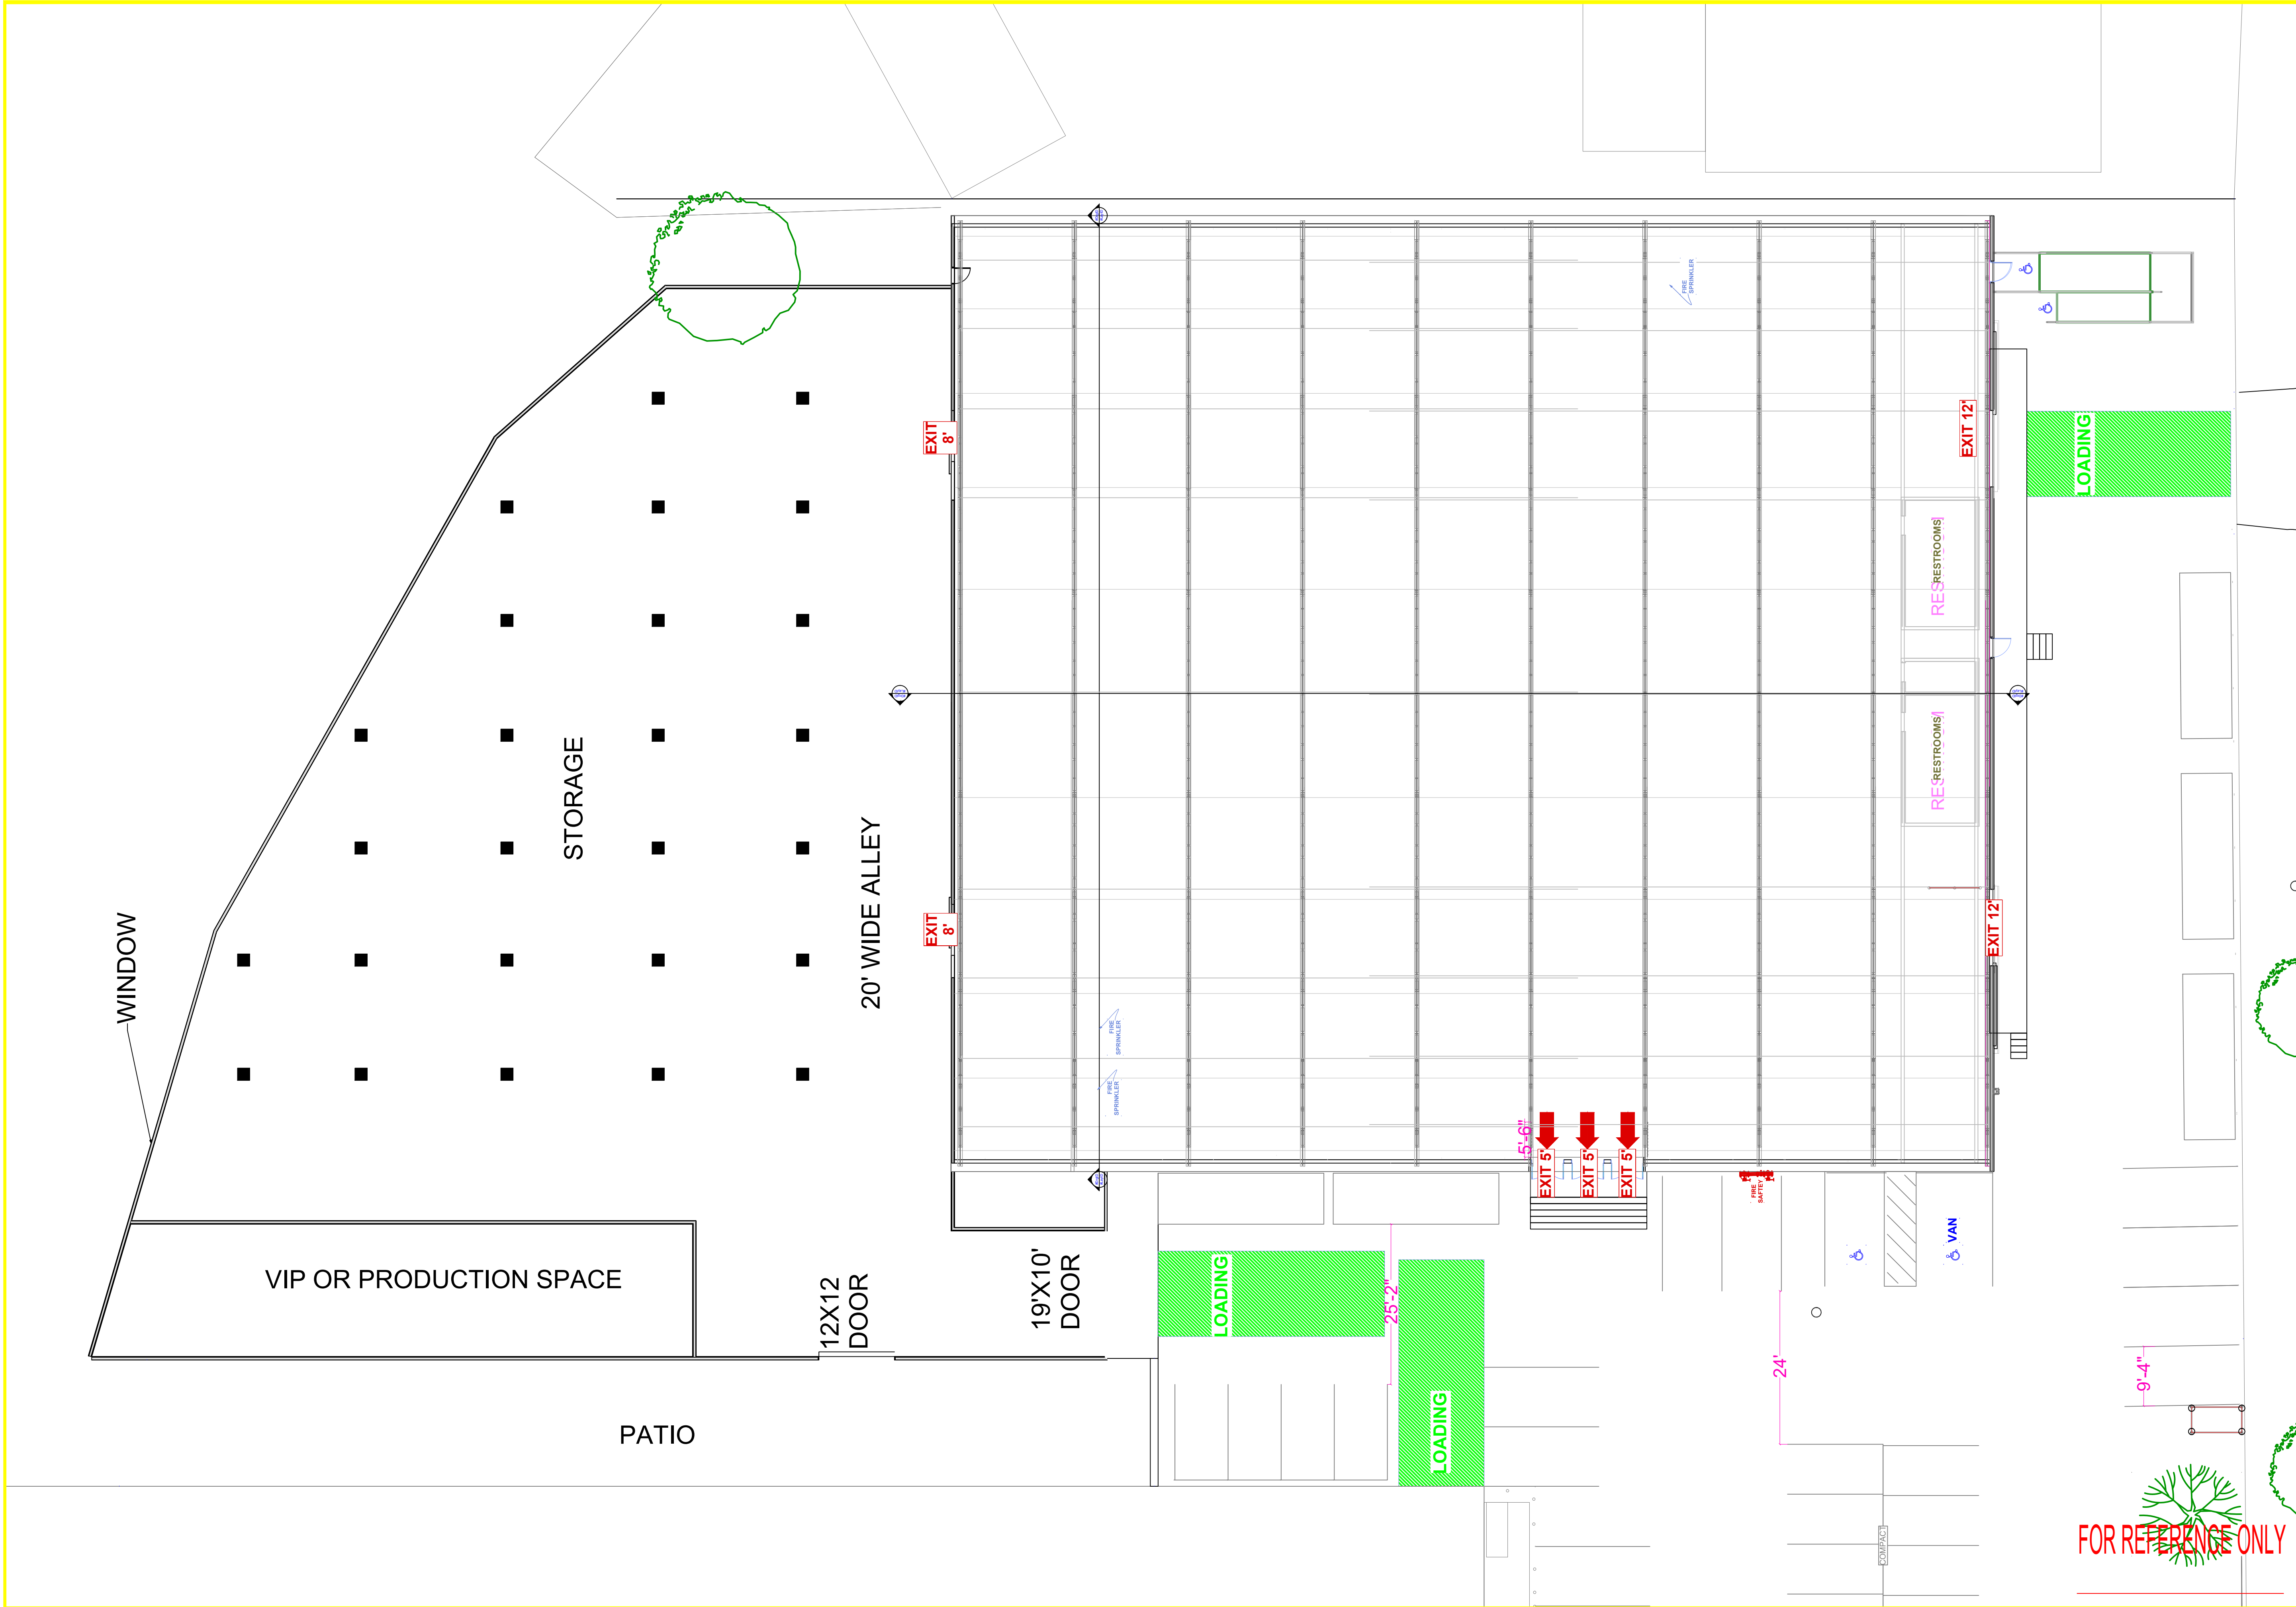 FIRE
SPRINKLER
EXIT
8'
EXIT 12'
LOADING
RESTROOMS
STORAGE
RESTROOMS
20' WIDE ALLEY
WINDOW
EXIT
8'
EXIT 12'
FIRE
SPRINKLER
FIRE
SPRINKLER
5'-6"
EXIT 5'
EXIT 5'
EXIT 5'
FIRE
SAFTEY
VAN
VIP OR PRODUCTION SPACE
12X12
DOOR
19'X10'
DOOR
LOADING
25'-2"
24'
9'-4"
LOADING
PATIO
COMPACT
FOR REFERENCE ONLY